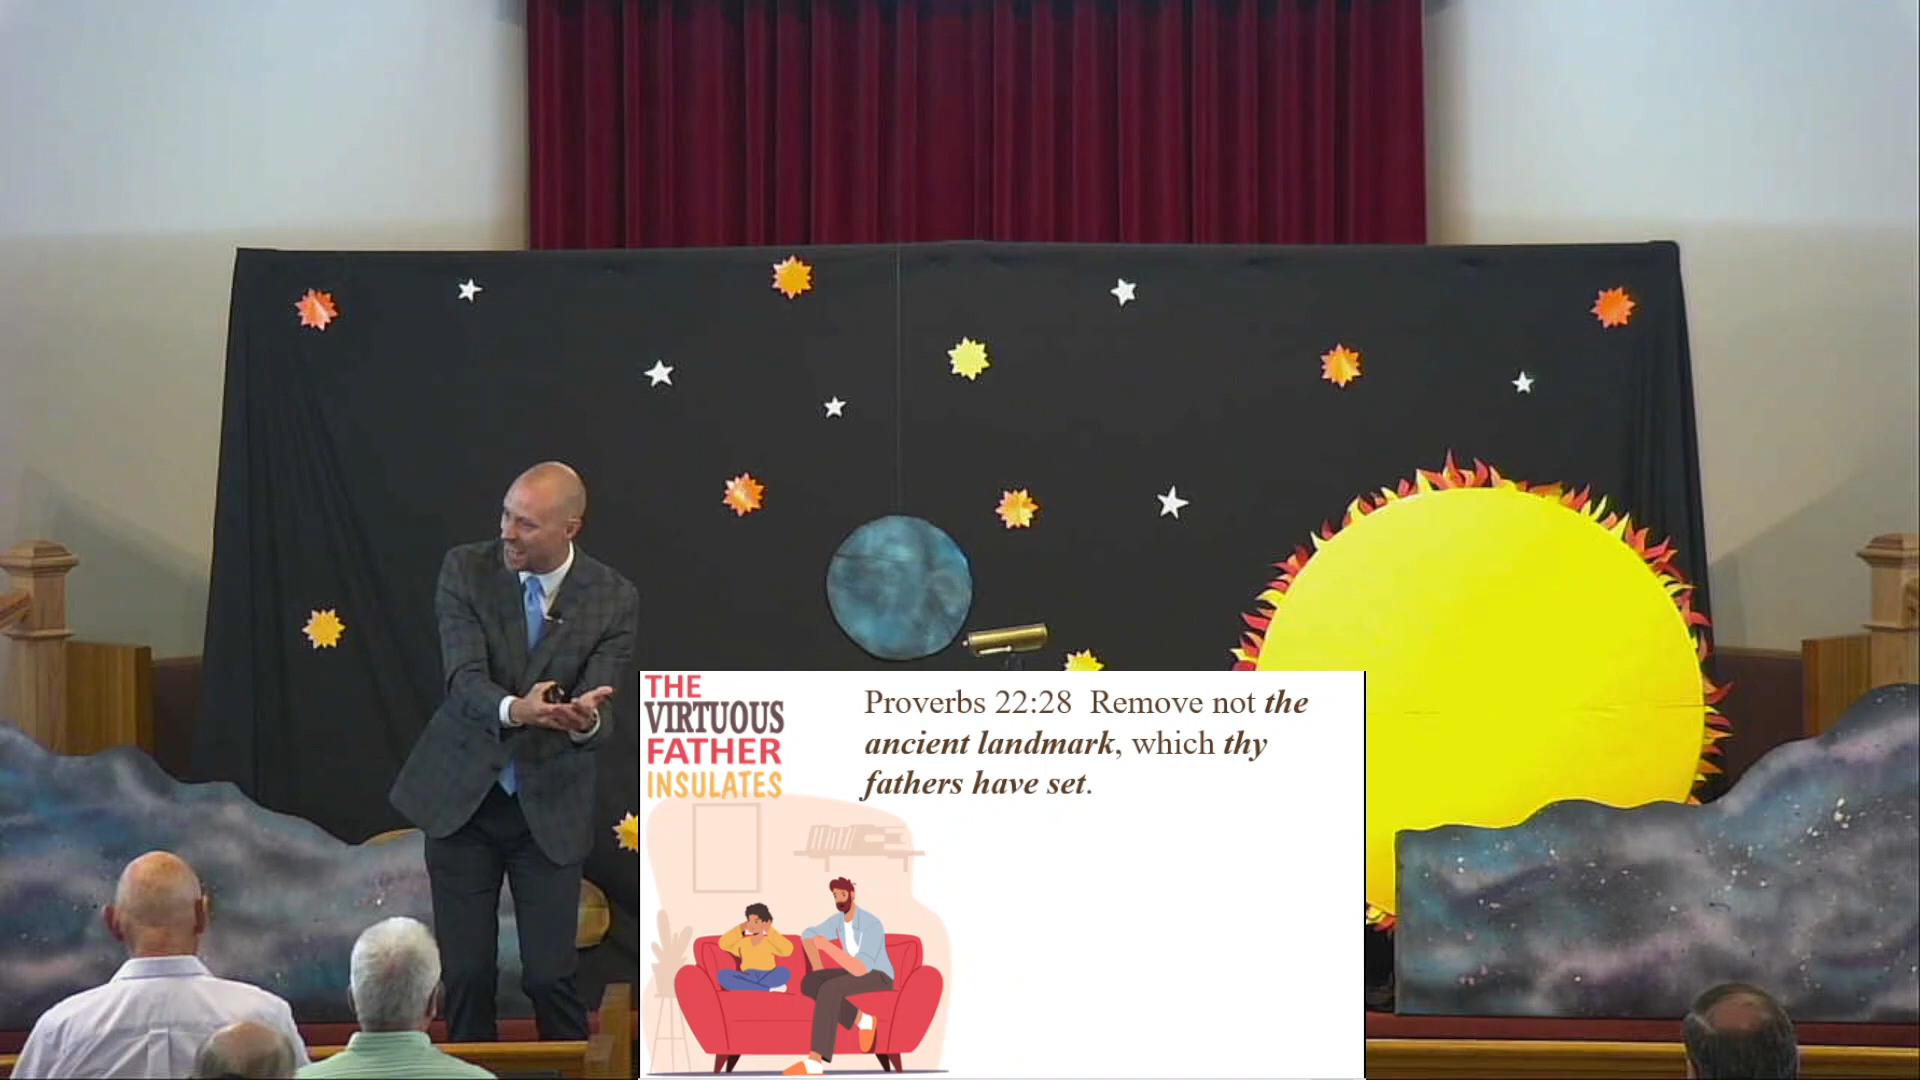 THE
VIRTUOUS
FATHER
INSULATES
Proverbs 22:28  Remove not the
ancient landmark, which thy
fathers have set.